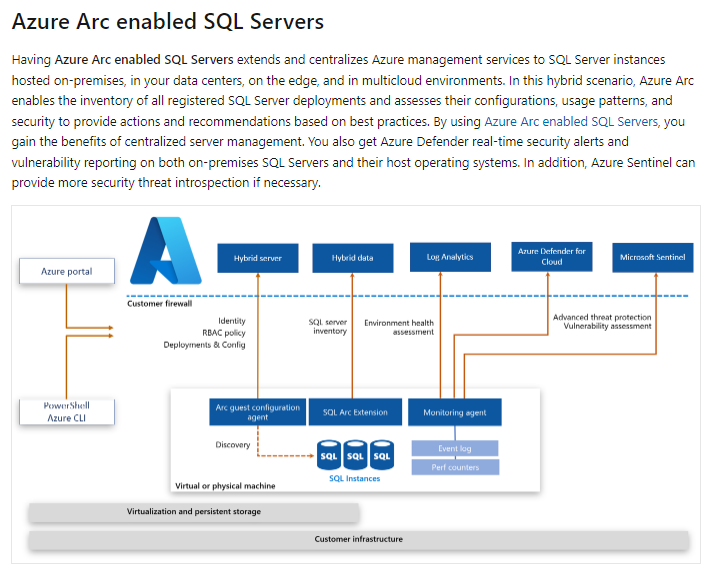 Azure Arc enabled SQL Servers
Having Azure Arc enabled SQL Servers extends and centralizes Azure management services to SQL Server instances
hosted on-premises, in your data centers, on the edge, and in multicloud environments. In this hybrid scenario, Azure Arc
enables the inventory of all registered SQL Server deployments and assesses their configurations, usage patterns, and
security to provide actions and recommendations based on best practices. By using Azure Arc enabled SQL Servers, you
gain the benefits of centralized server management. You also get Azure Defender real-time security alerts and
vulnerability reporting on both on-premises SQL Servers and their host operating systems. In addition, Azure Sentinel can
provide more security threat introspection if necessary.
Azure portal
Hybrid server
Hybrid data
Log Analytics
Azure Defender for
Cloud
Microsoft Sentinel
Customer firewall
Identity
RBAC policy
Deployments & Config
SQL server
inventory
Environment health
assessment
Advanced threat protection
Vulnerability assessment
PowerShell
Azure CLI
Arc guest configuration
agent
SQL Arc Extension
Monitoring agent
Discovery
SQL
SQL
SQL
SQL Instances
Event log
Perf counters
Virtual or physical machine
Virtualization and persistent storage
Customer infrastructure